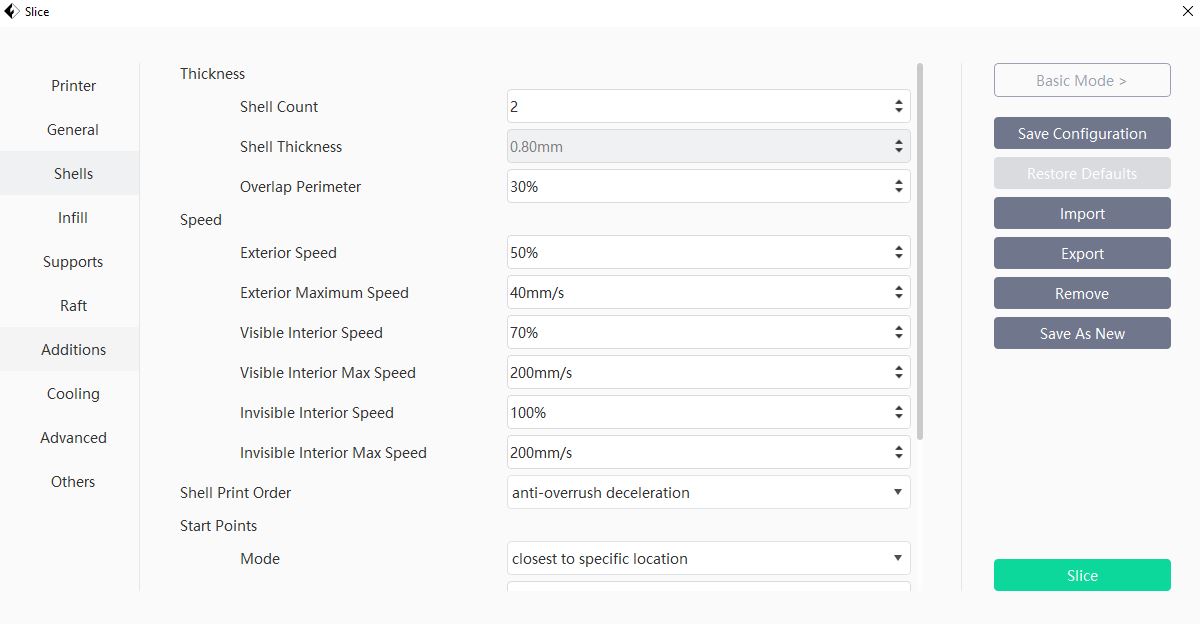 Slice
Printer
General
Shells
Infill
Supports
Raft
Additions
Cooling
Advanced
Others
Thickness
Shell Count 2
Shell Thickness 0.80mm
Overlap Perimeter 30%
Speed
Exterior Speed 50%
Exterior Maximum Speed 40mm/s
Visible Interior Speed 70%
Visible Interior Max Speed 200mm/s
Invisible Interior Speed 100%
Invisible Interior Max Speed 200mm/s
Shell Print Order anti-overrush deceleration
Start Points
Mode closest to specific location
Basic Mode >
Save Configuration
Restore Defaults
Import
Export
Remove
Save As New
Slice